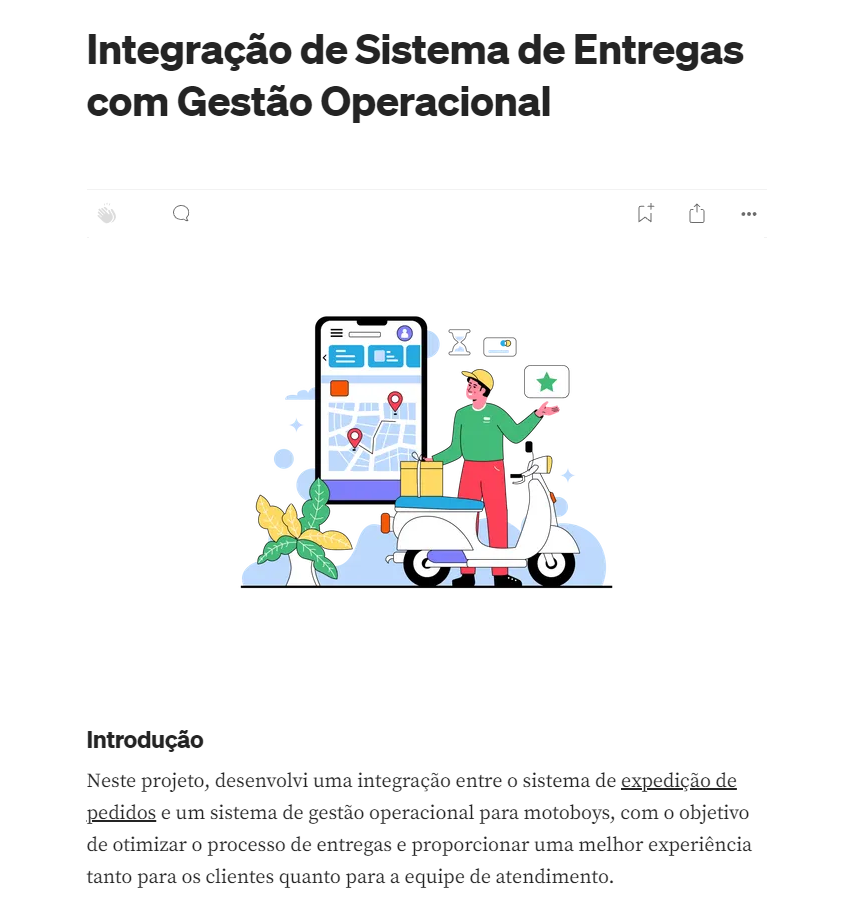 Integração de Sistema de Entregas
com Gestão Operacional
Introdução
Neste projeto, desenvolvi uma integração entre o sistema de expedição de
pedidos e um sistema de gestão operacional para motoboys, com o objetivo
de otimizar o processo de entregas e proporcionar uma melhor experiência
tanto para os clientes quanto para a equipe de atendimento.